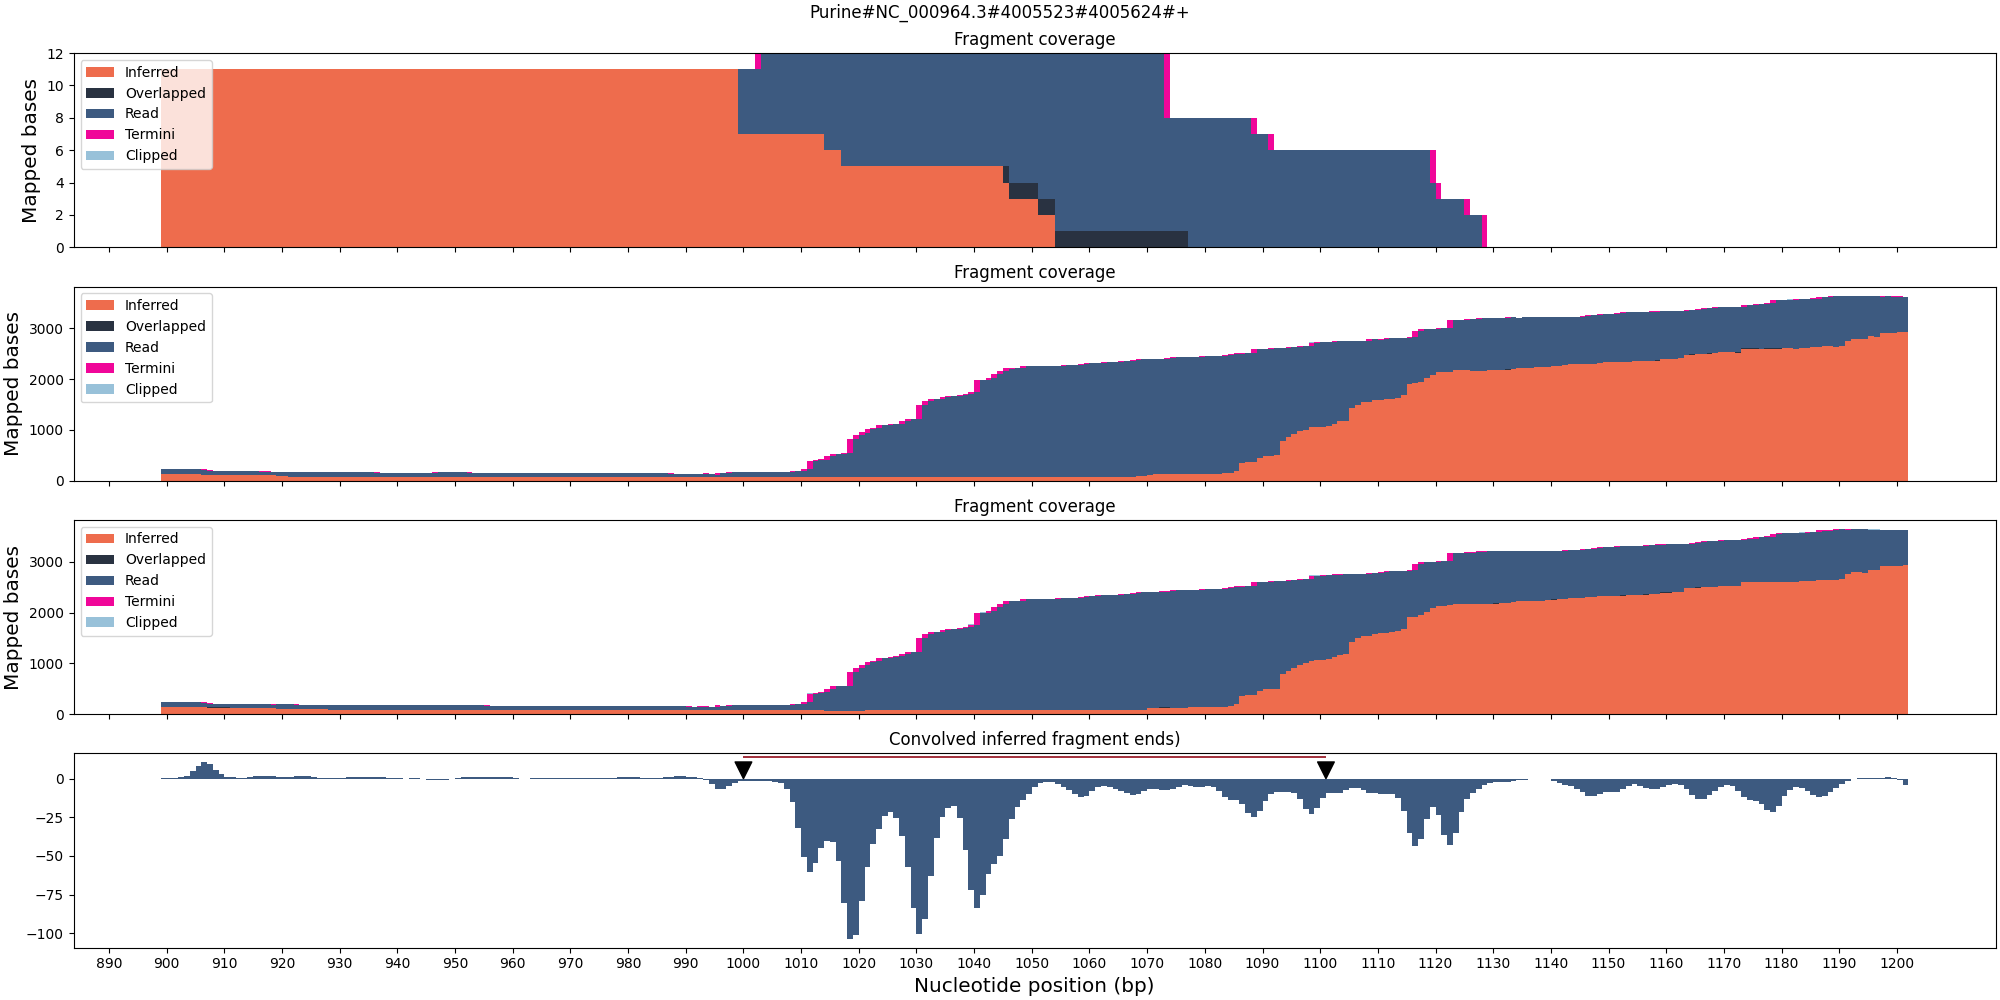 Purine#NC_000964.3#4005523#4005624#+
Fragment coverage
Mapped bases
12
10
8
6
4
2
0
Inferred
Overlapped
Read
Termini
Clipped
Fragment coverage
Mapped bases
3000
2000
1000
0
Inferred
Overlapped
Read
Termini
Clipped
Fragment coverage
Mapped bases
3000
2000
1000
0
Inferred
Overlapped
Read
Termini
Clipped
Convolved inferred fragment ends)
0
−25
−50
−75
−100
890 900 910 920 930 940 950 960 970 980 990 1000 1010 1020 1030 1040 1050 1060 1070 1080 1090 1100 1110 1120 1130 1140 1150 1160 1170 1180 1190 1200
Nucleotide position (bp)